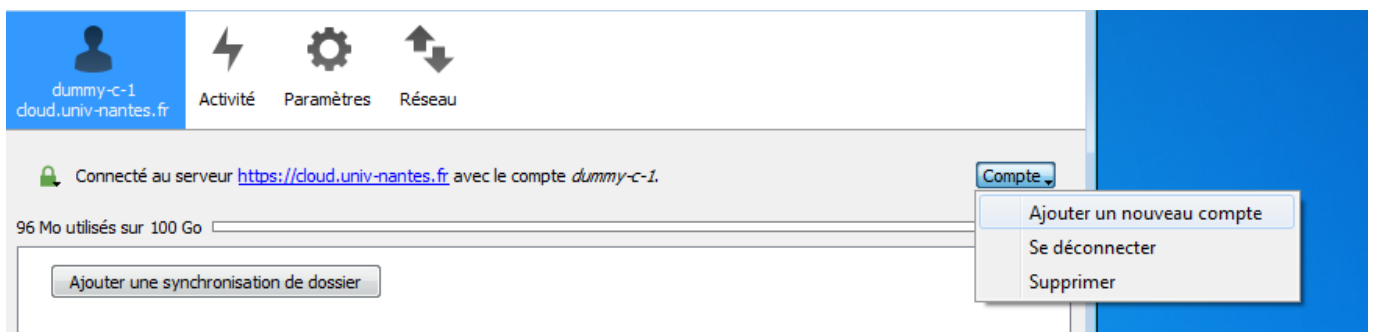 dummy-c-1
cloud.univ-nantes.fr
Activité
Paramètres
Réseau
Connecté au serveur https://cloud.univ-nantes.fr avec le compte dummy-c-1.
Compte
Ajouter un nouveau compte
Se déconnecter
Supprimer
96 Mo utilisés sur 100 Go
Ajouter une synchronisation de dossier